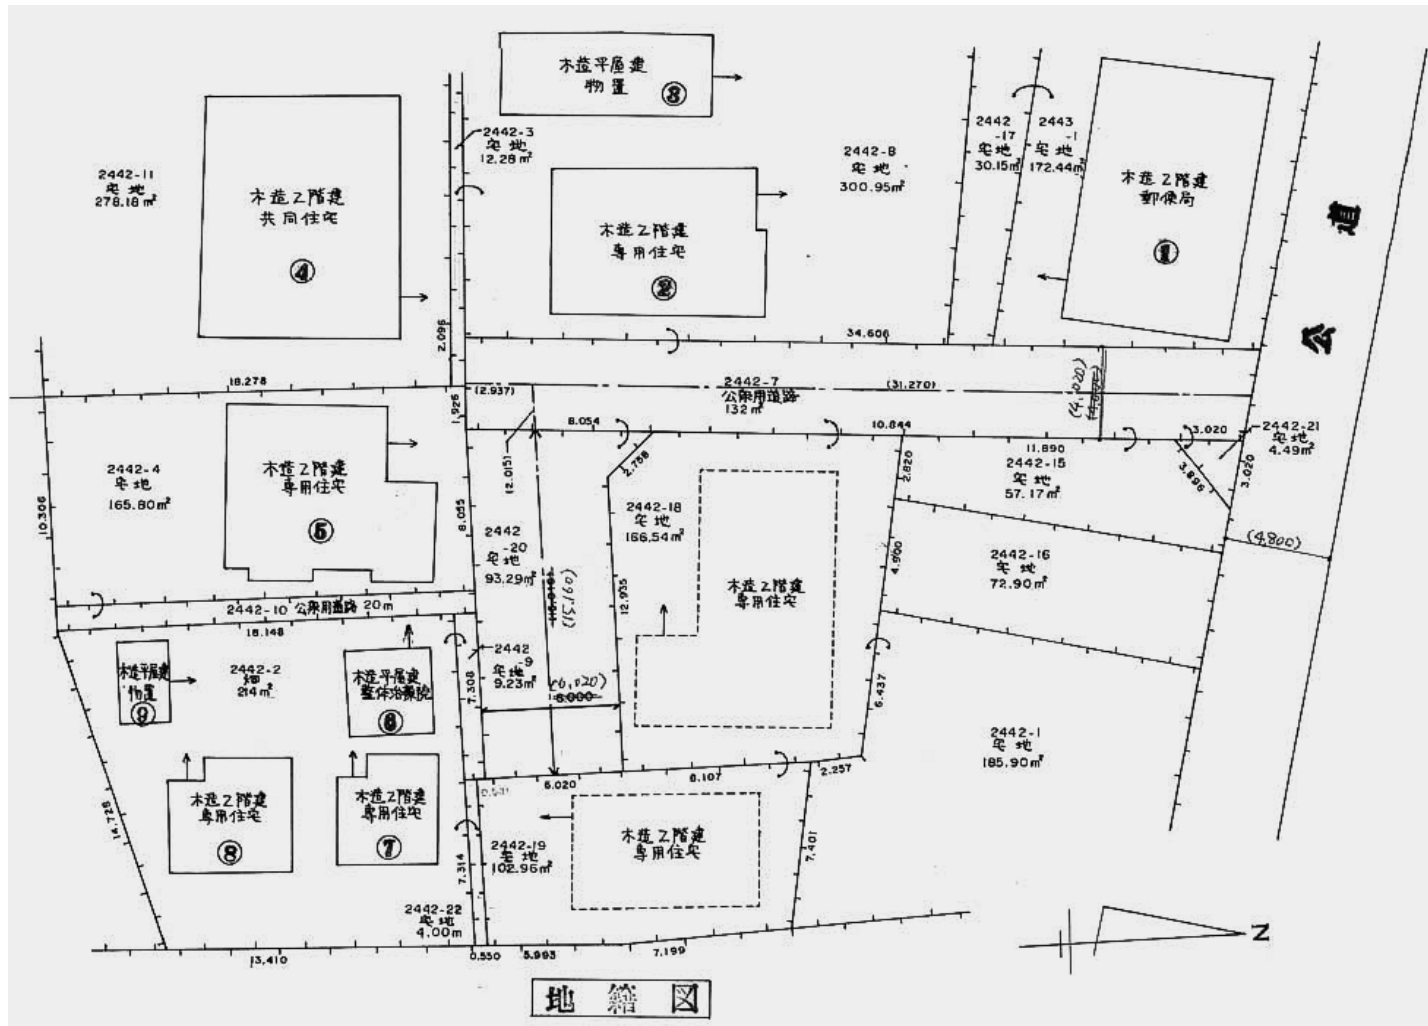 木造平屋建
物置
③
2442-3
宅地
12.28㎡
2442-11
宅地
278.18㎡
木造2階建
共同住宅
④
木造2階建
専用住宅
②
2442-8
宅地
300.95㎡
2442
-17
宅地
30.15㎡
2443
-1
宅地
172.44㎡
木造2階建
郵便局
①
公道
2.096
34.606
18.278
(12.937)
2442-7
公衆用道路
132㎡
(31.270)
(4,020)
1.926
8.054
10.844
11.890
3.020
2442-21
宅地
4.49㎡
2442-4
宅地
165.80㎡
木造2階建
専用住宅
⑤
10.306
8.055
12.015)
2.758
2442-18
宅地
166.54㎡
2.820
2442-15
宅地
57.17㎡
3.896
3.020
(4,800)
2442
-20
宅地
93.29㎡
(15,160)
12.935
木造2階建
専用住宅
4.900
2442-16
宅地
72.90㎡
2442-10 公衆用道路 20m
18.148
木造平屋建
物置
⑨
2442-2
畑
214㎡
木造平屋建
整体治療院
⑥
7.308
2442
-9
宅地
9.23㎡
(6,020)
6.000
6.437
2442-1
宅地
185.90㎡
14.728
木造2階建
専用住宅
⑧
木造2階建
専用住宅
⑦
6.020
6.107
2.257
2442-19
宅地
102.96㎡
木造2階建
専用住宅
7.401
7.314
2442-22
宅地
4.00m
13,410
0.550
5.993
7.199
N
地籍図